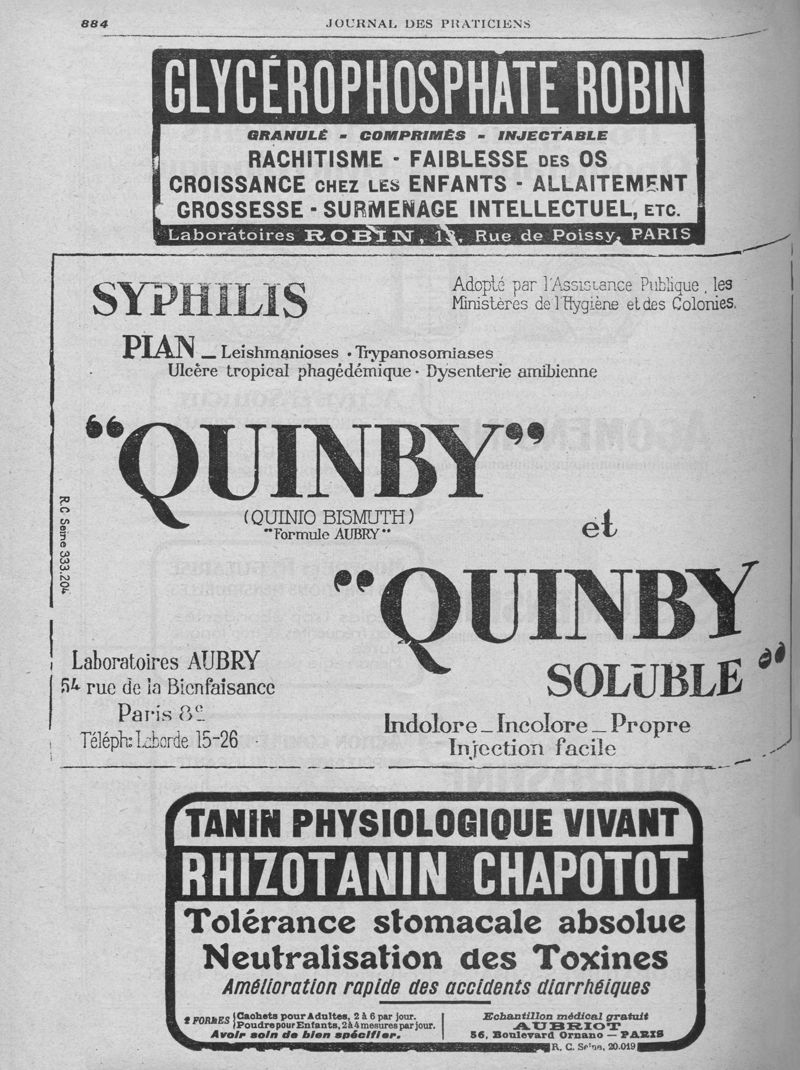 884
JOURNAL DES PRATICIENS
GLYCÉROPHOSPHATE ROBIN
GRANULÉ - COMPRIMÉS - INJECTABLE
RACHITISME - FAIBLESSE DES OS
CROISSANCE CHEZ LES ENFANTS - ALLAITEMENT
GROSSESSE - SURMENAGE INTELLECTUEL, ETC.
Laboratoires ROBIN, 13, Rue de Poissy, PARIS
SYPHILIS
Adopté par l'Assistance Publique, les
Ministères de l'Hygiène et des Colonies.
PIAN _ Leishmanioses • Trypanosomiases
Ulcère tropical phagédémique • Dysenterie amibienne
"QUINBY"
(QUINIO BISMUTH)
"Formule AUBRY"
et
"QUINBY
SOLUBLE"
R.C Seine 333.204
Laboratoires AUBRY
54 rue de la Bienfaisance
Paris 8e
Téléph: Laborde 15-26
Indolore _ Incolore _ Propre
Injection facile
TANIN PHYSIOLOGIQUE VIVANT
RHIZOTANIN CHAPOTOT
Tolérance stomacale absolue
Neutralisation des Toxines
Amélioration rapide des accidents diarrhéiques
2 FORMES
Cachets pour Adultes, 2 à 6 par jour.
Poudre pour Enfants, 2 à 4 mesures par jour.
Avoir soin de bien spécifier.
Echantillon médical gratuit
AUBRIOT
56, Boulevard Ornano — PARIS
R. C. Seine, 20.019